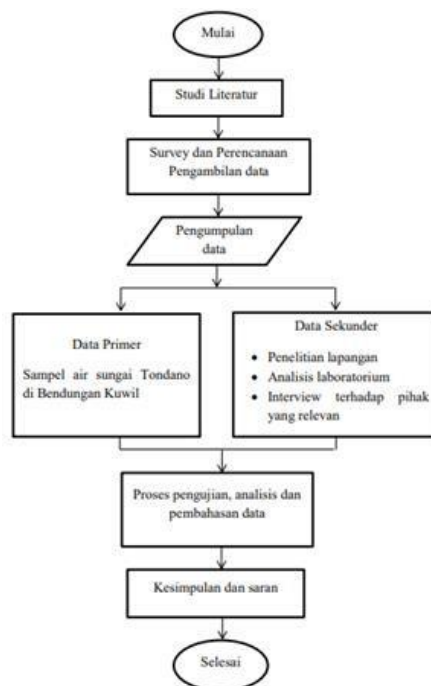 Mulai
Studi Literatur
Survey dan Perencanaan
Pengambilan data
Pengumpulan
data
Data Primer
Sampel air sungai Tondano
di Bendungan Kuwil
Data Sekunder
• Penelitian lapangan
• Analisis laboratorium
• Interview terhadap pihak
yang relevan
Proses pengujian, analisis dan
pembahasan data
Kesimpulan dan saran
Selesai